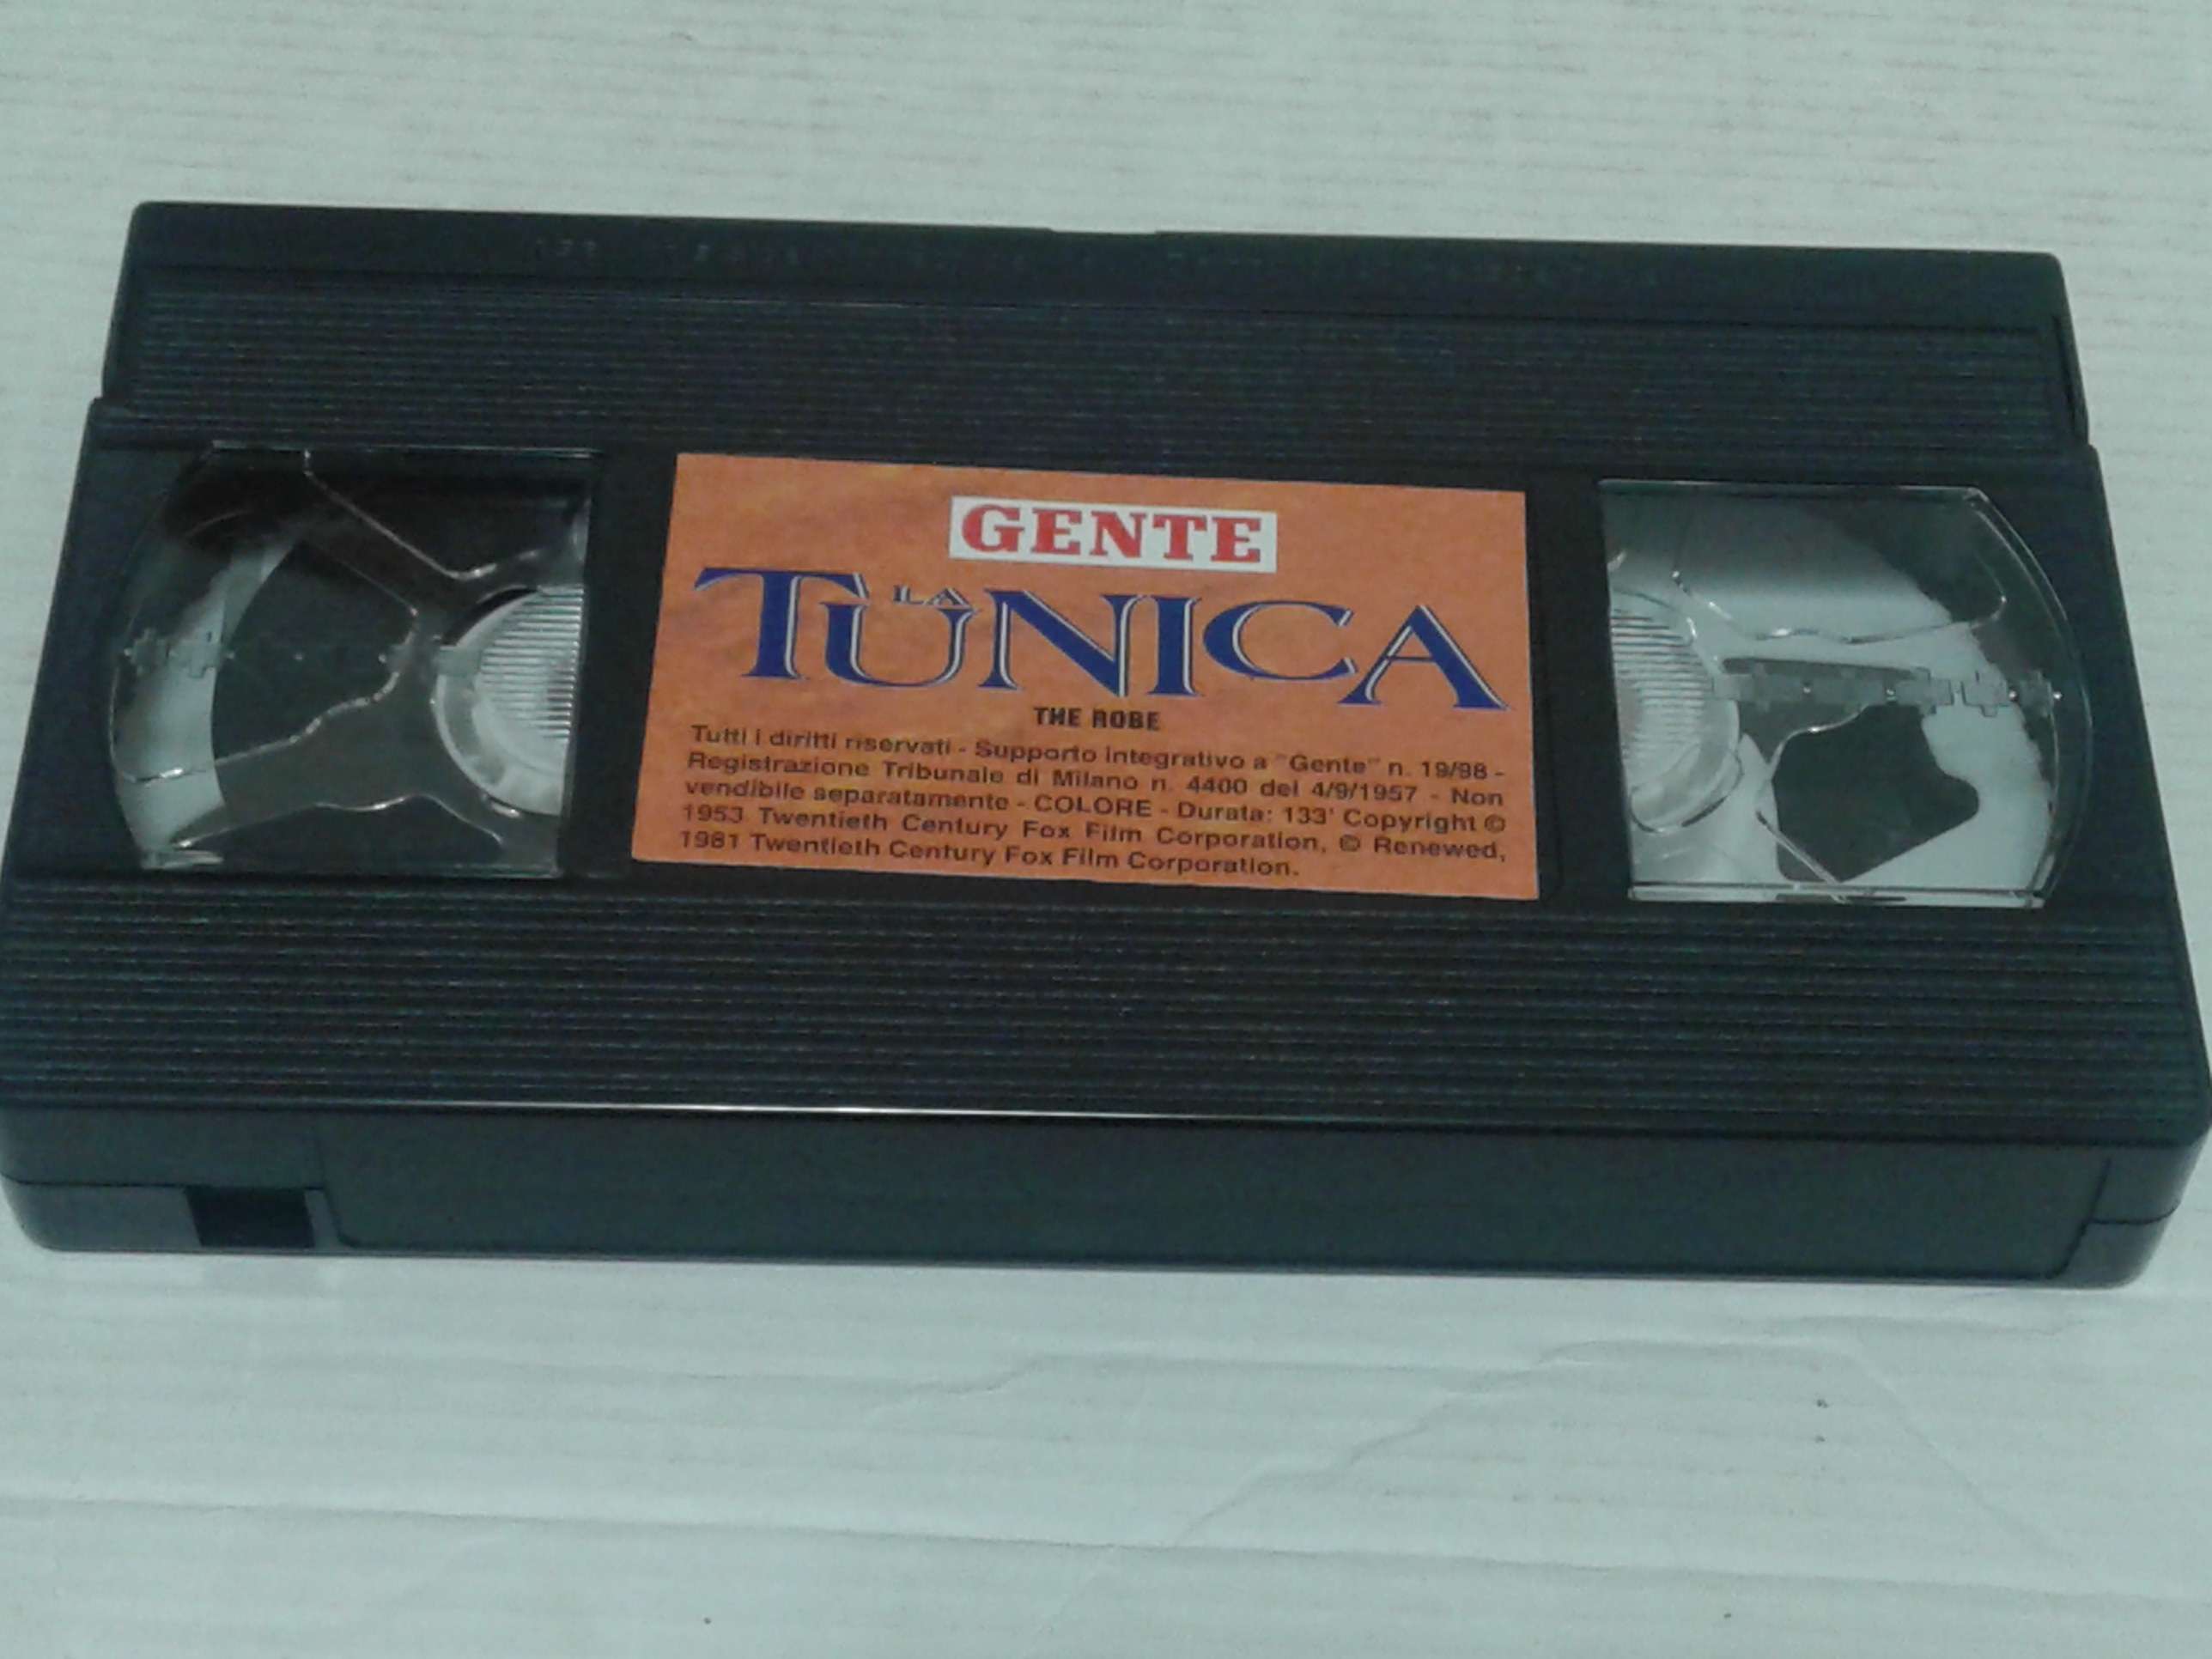 GENTE
LA
TUNICA
THE ROBE
Tutti i diritti riservati - Supporto integrativo a "Gente" n. 19/98 -
Registrazione Tribunale di Milano n. 4400 del 4/9/1957 - Non
vendibile separatamente - COLORE - Durata: 133' Copyright ©
1953 Twentieth Century Fox Film Corporation, © Renewed,
1981 Twentieth Century Fox Film Corporation.